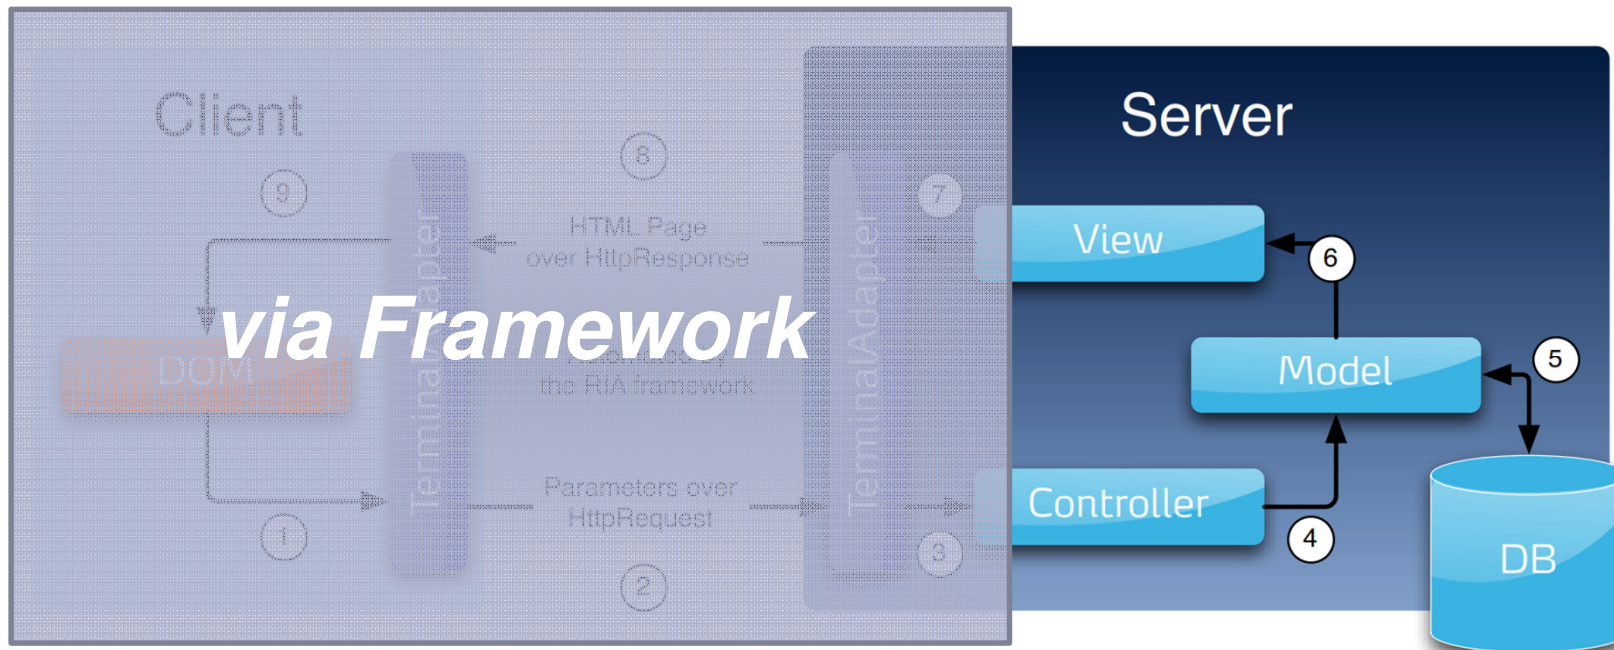 Client
Server
8
9
7
HTML Page
over HttpResponse
View
6
TerminalAdapter
TerminalAdapter
via Framework
DOM
the RIA framework
Model
5
Parameters over
HttpRequest
Controller
1
3
4
2
DB